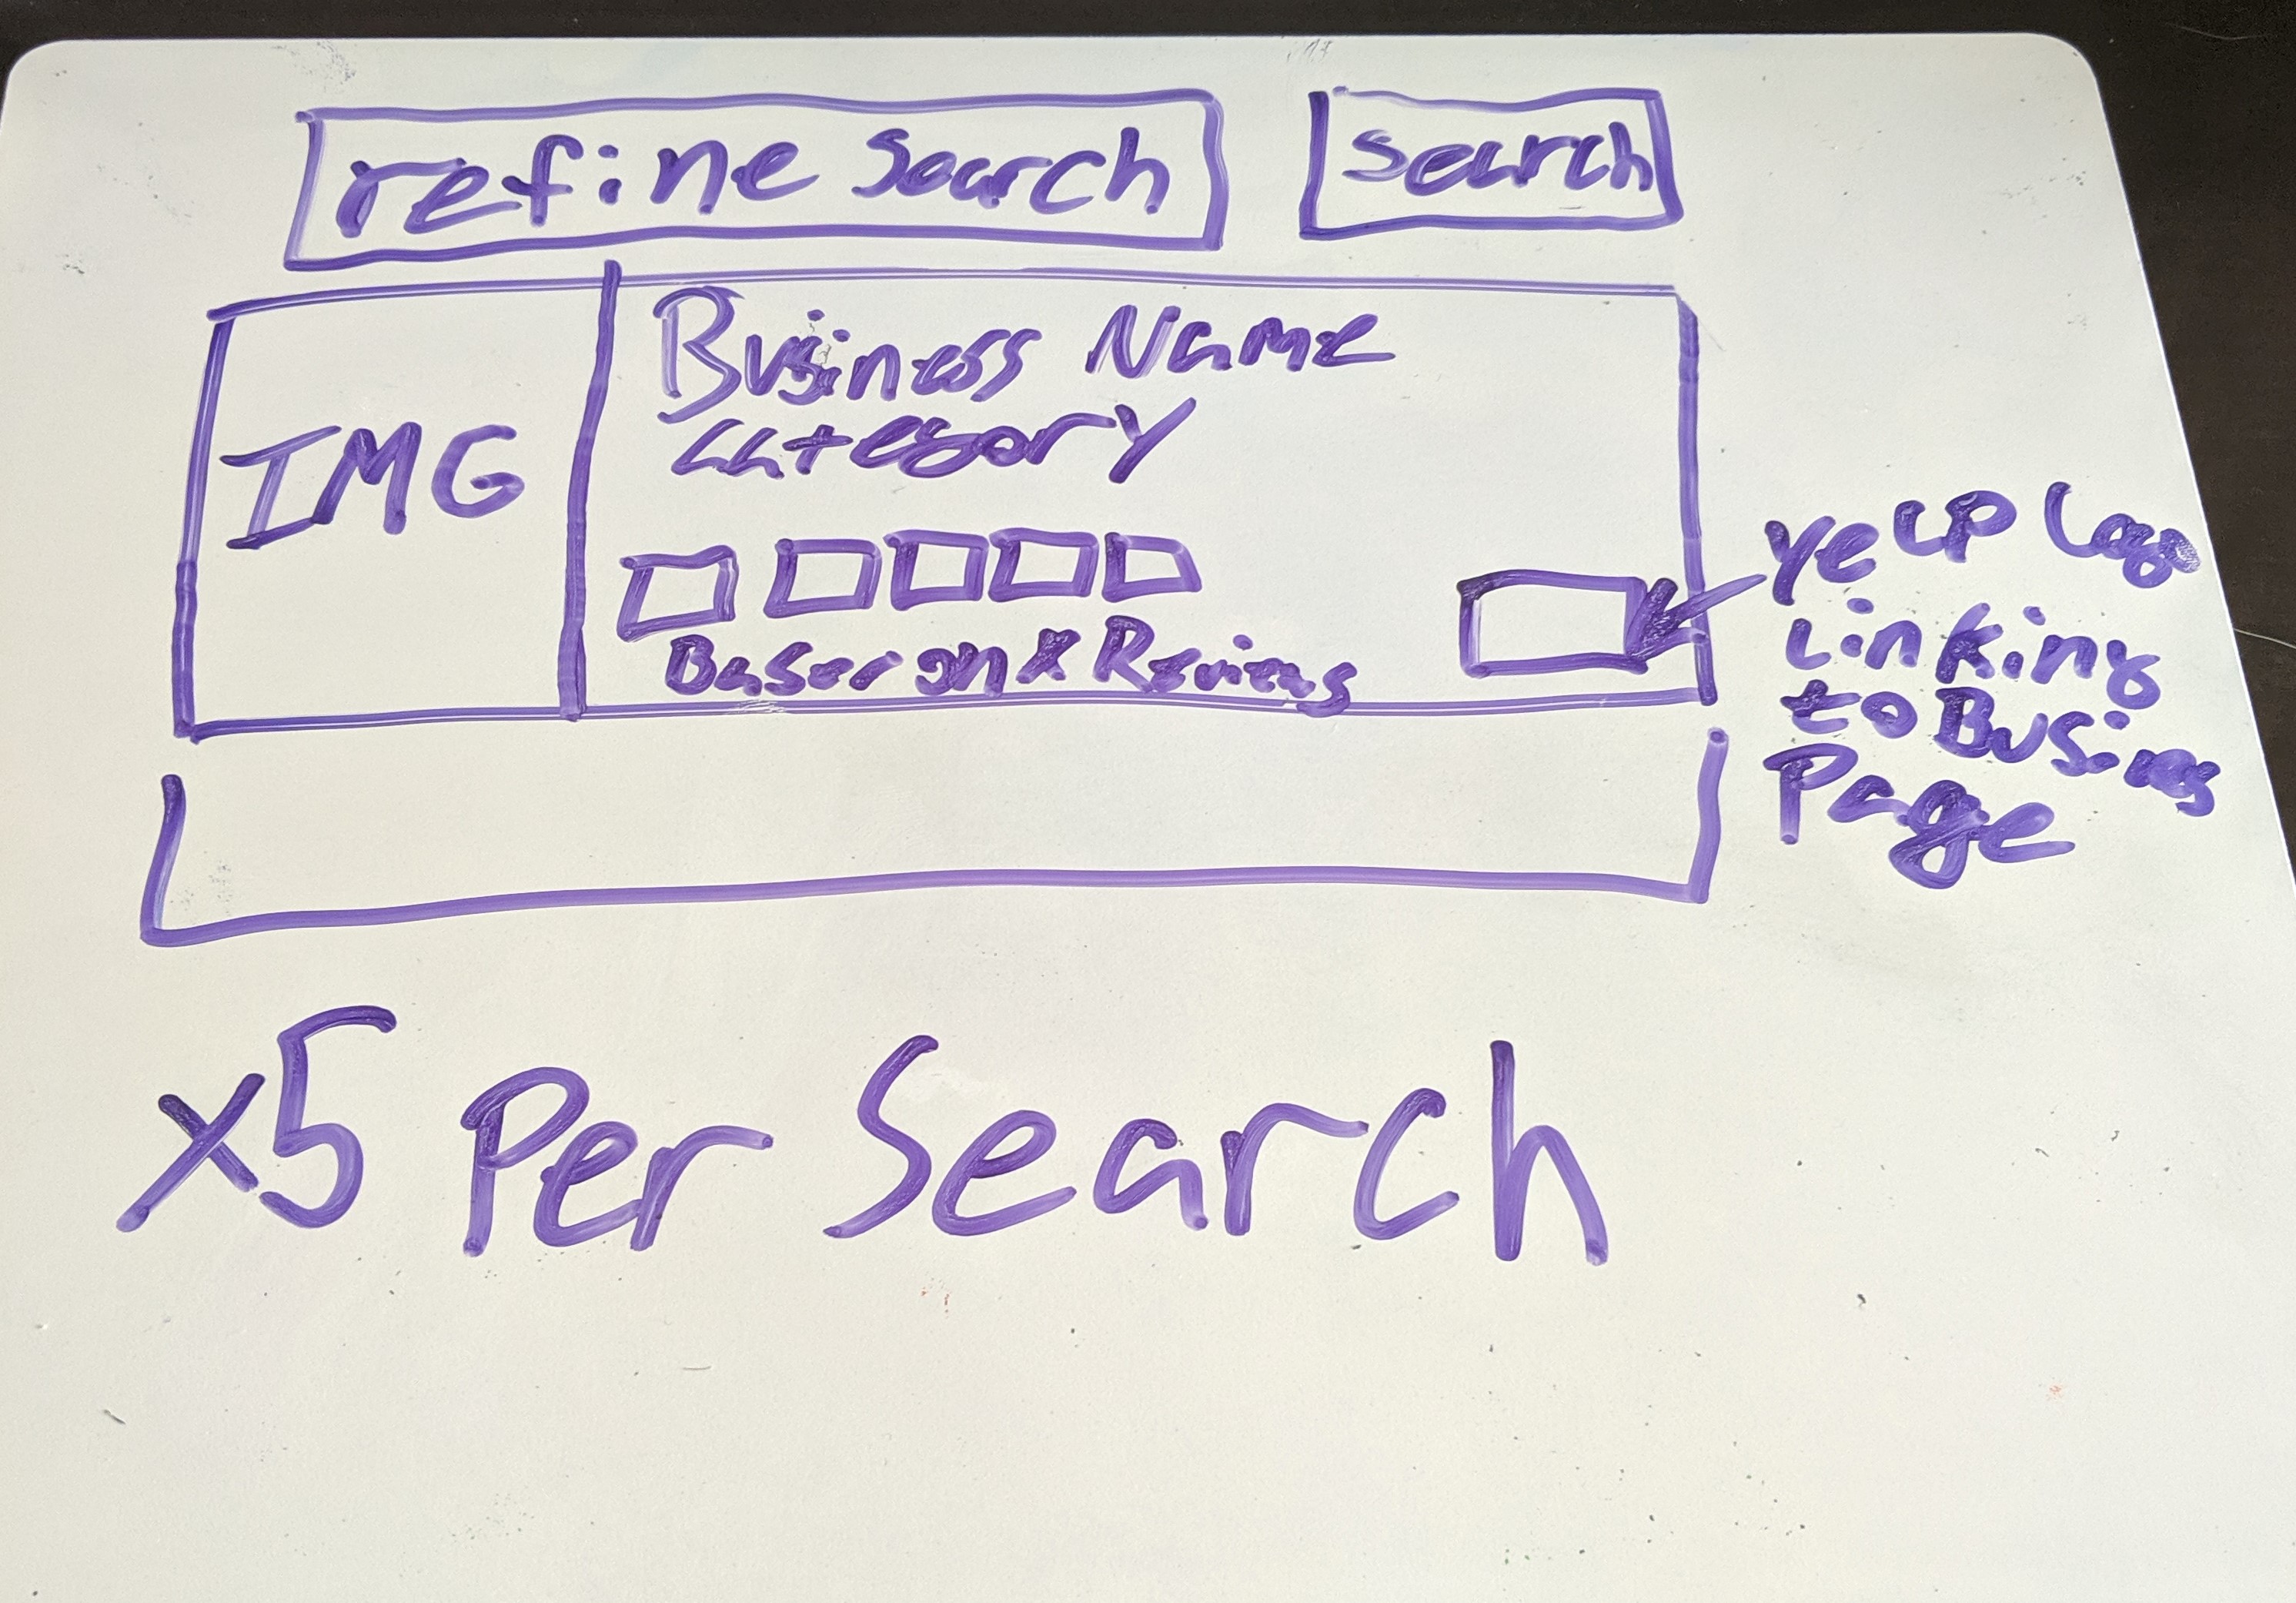 refine Search
Search
IMG
Business Name
Category
Based on X Reviews
Yelp Logo
Linking
to Business
Page
x5 Per Search